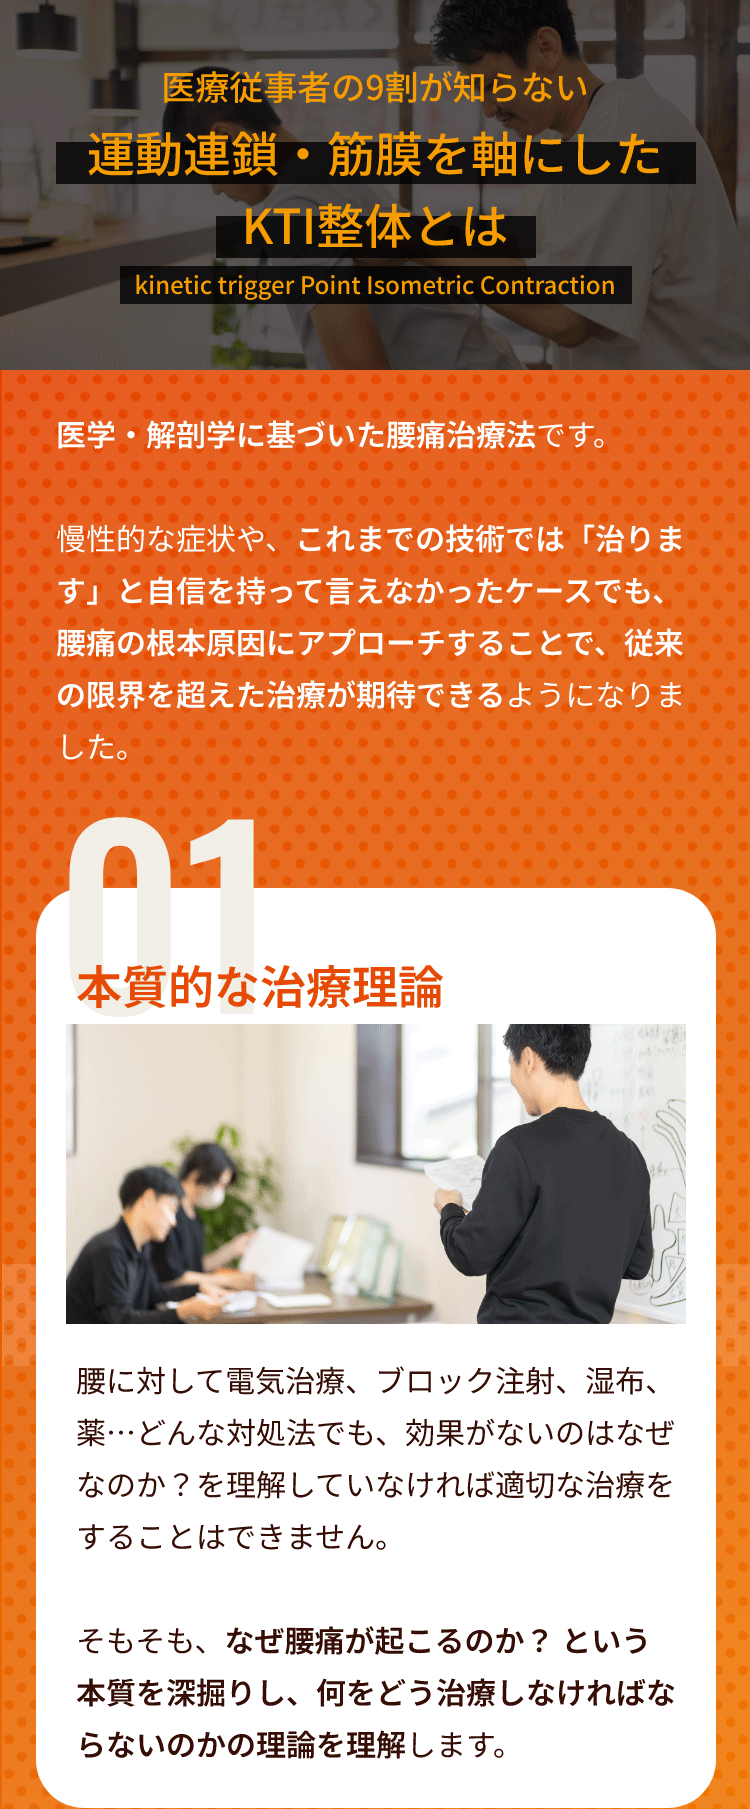 医療従事者の9割が知らない
運動連鎖・筋膜を軸にした
KTI整体とは
kinetic trigger Point Isometric Contraction
医学・解剖学に基づいた腰痛治療法です。
慢性的な症状や、これまでの技術では「治りま
す」と自信を持って言えなかったケースでも、
腰痛の根本原因にアプローチすることで、従来
の限界を超えた治療が期待できるようになりま
した。
01
本質的な治療理論
腰に対して電気治療、ブロック注射、湿布、
薬…どんな対処法でも、効果がないのはなぜ
なのか？を理解していなければ適切な治療を
することはできません。
そもそも、なぜ腰痛が起こるのか？ という
本質を深掘りし、何をどう治療しなければな
らないのかの理論を理解します。